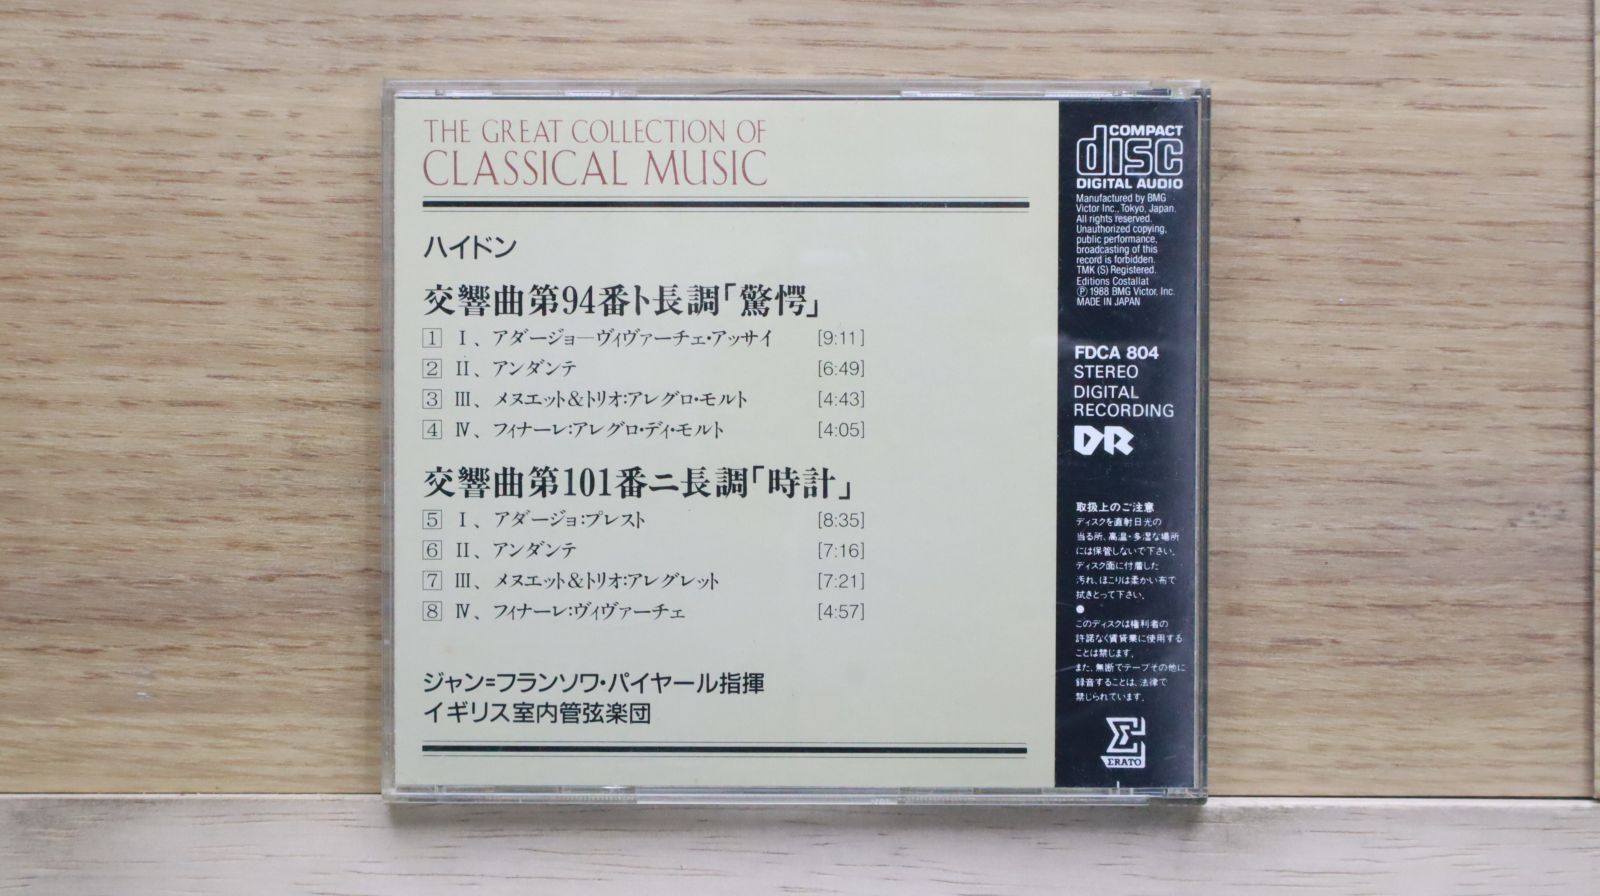 THE GREAT COLLECTION OF
CLASSICAL MUSIC
ハイドン
交響曲第94番ト長調「驚愕」
1 I、アダージョ―ヴィヴァーチェ・アッサイ [9:11]
2 II、アンダンテ [6:49]
3 III、メヌエット&トリオ:アレグロ・モルト [4:43]
4 IV、フィナーレ:アレグロ・ディ・モルト [4:05]
交響曲第101番ニ長調「時計」
5 I、アダージョ:プレスト [8:35]
6 II、アンダンテ [7:16]
7 III、メヌエット&トリオ:アレグレット [7:21]
8 IV、フィナーレ:ヴィヴァーチェ [4:57]
ジャン=フランソワ・パイヤール指揮
イギリス室内管弦楽団
COMPACT
disc
DIGITAL AUDIO
Manufactured by BMG
Victor Inc., Tokyo, Japan.
All rights reserved.
Unauthorized copying,
public performance,
broadcasting of this
record is forbidden.
TMK (S) Registered.
Editions Costallat
Ⓟ 1988 BMG Victor, Inc.
MADE IN JAPAN
FDCA 804
STEREO
DIGITAL
RECORDING
DR
取扱上のご注意
ディスクを直射日光の
当る所、高温・多湿な場所
には保管しないで下さい。
ディスク面に付着した
汚れ、ほこりは柔かい布で
拭きとって下さい。
●
このディスクは権利者の
許諾なく賃貸業に使用する
ことは禁じます。
また、無断でテープその他に
録音することは、法律で
禁じられています。
ERATO